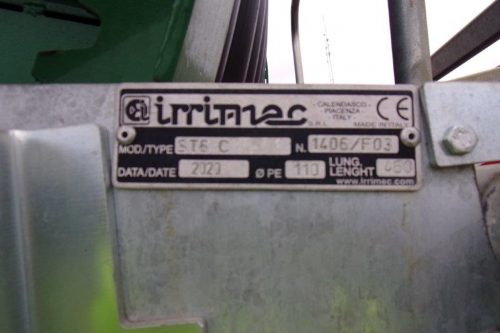 irrimec S.R.L. - CALENDASCO - PIACENZA - ITALY - CE MADE IN ITALY
MOD/TYPE ST6 C N. 1406/F03
DATA/DATE 2020 Ø PE 110 LUNG. LENGHT
www.irrimec.com